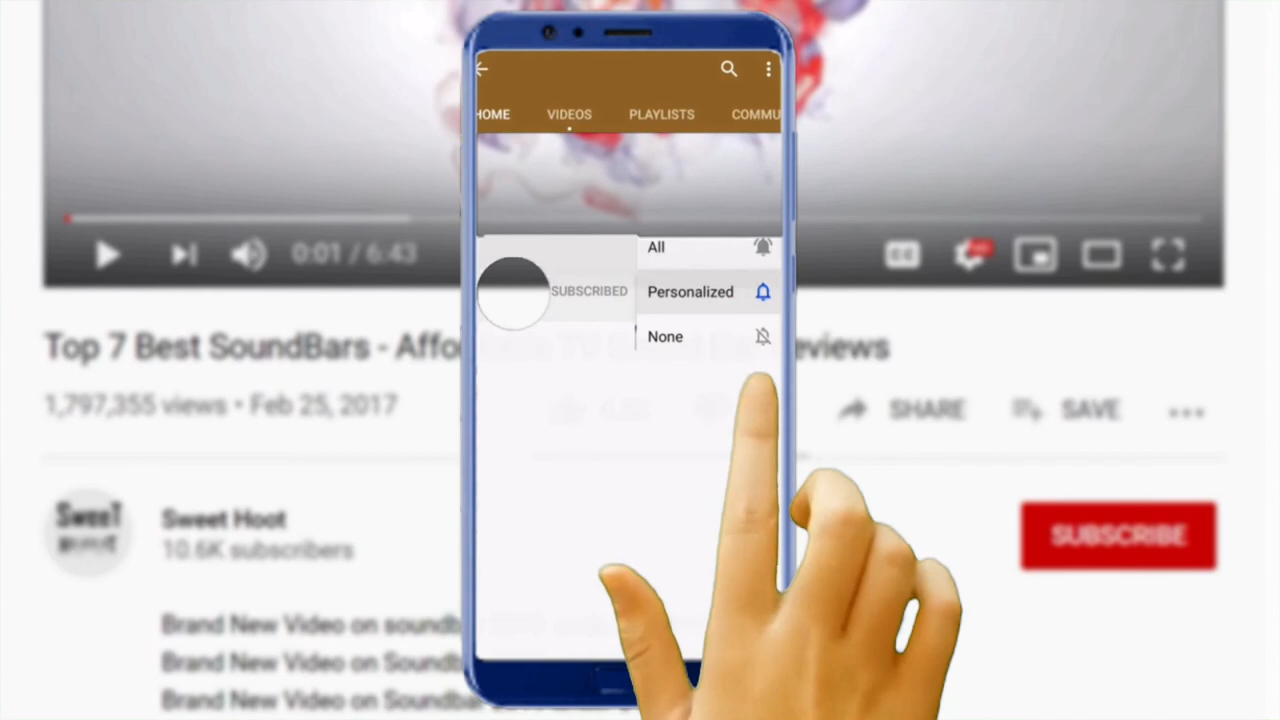 HOME VIDEOS PLAYLISTS COMMU
0:01 / 6:43
All
SUBSCRIBED
Personalized
None
Top 7 Best SoundBars - Affo
eviews
1,797,355 views • Feb 25, 2017
SHARE SAVE
Sweet Hoot
10.6K subscribers
SUBSCRIBE
Brand New Video on soundb
Brand New Video on Soundb
Brand New Video on Soundba